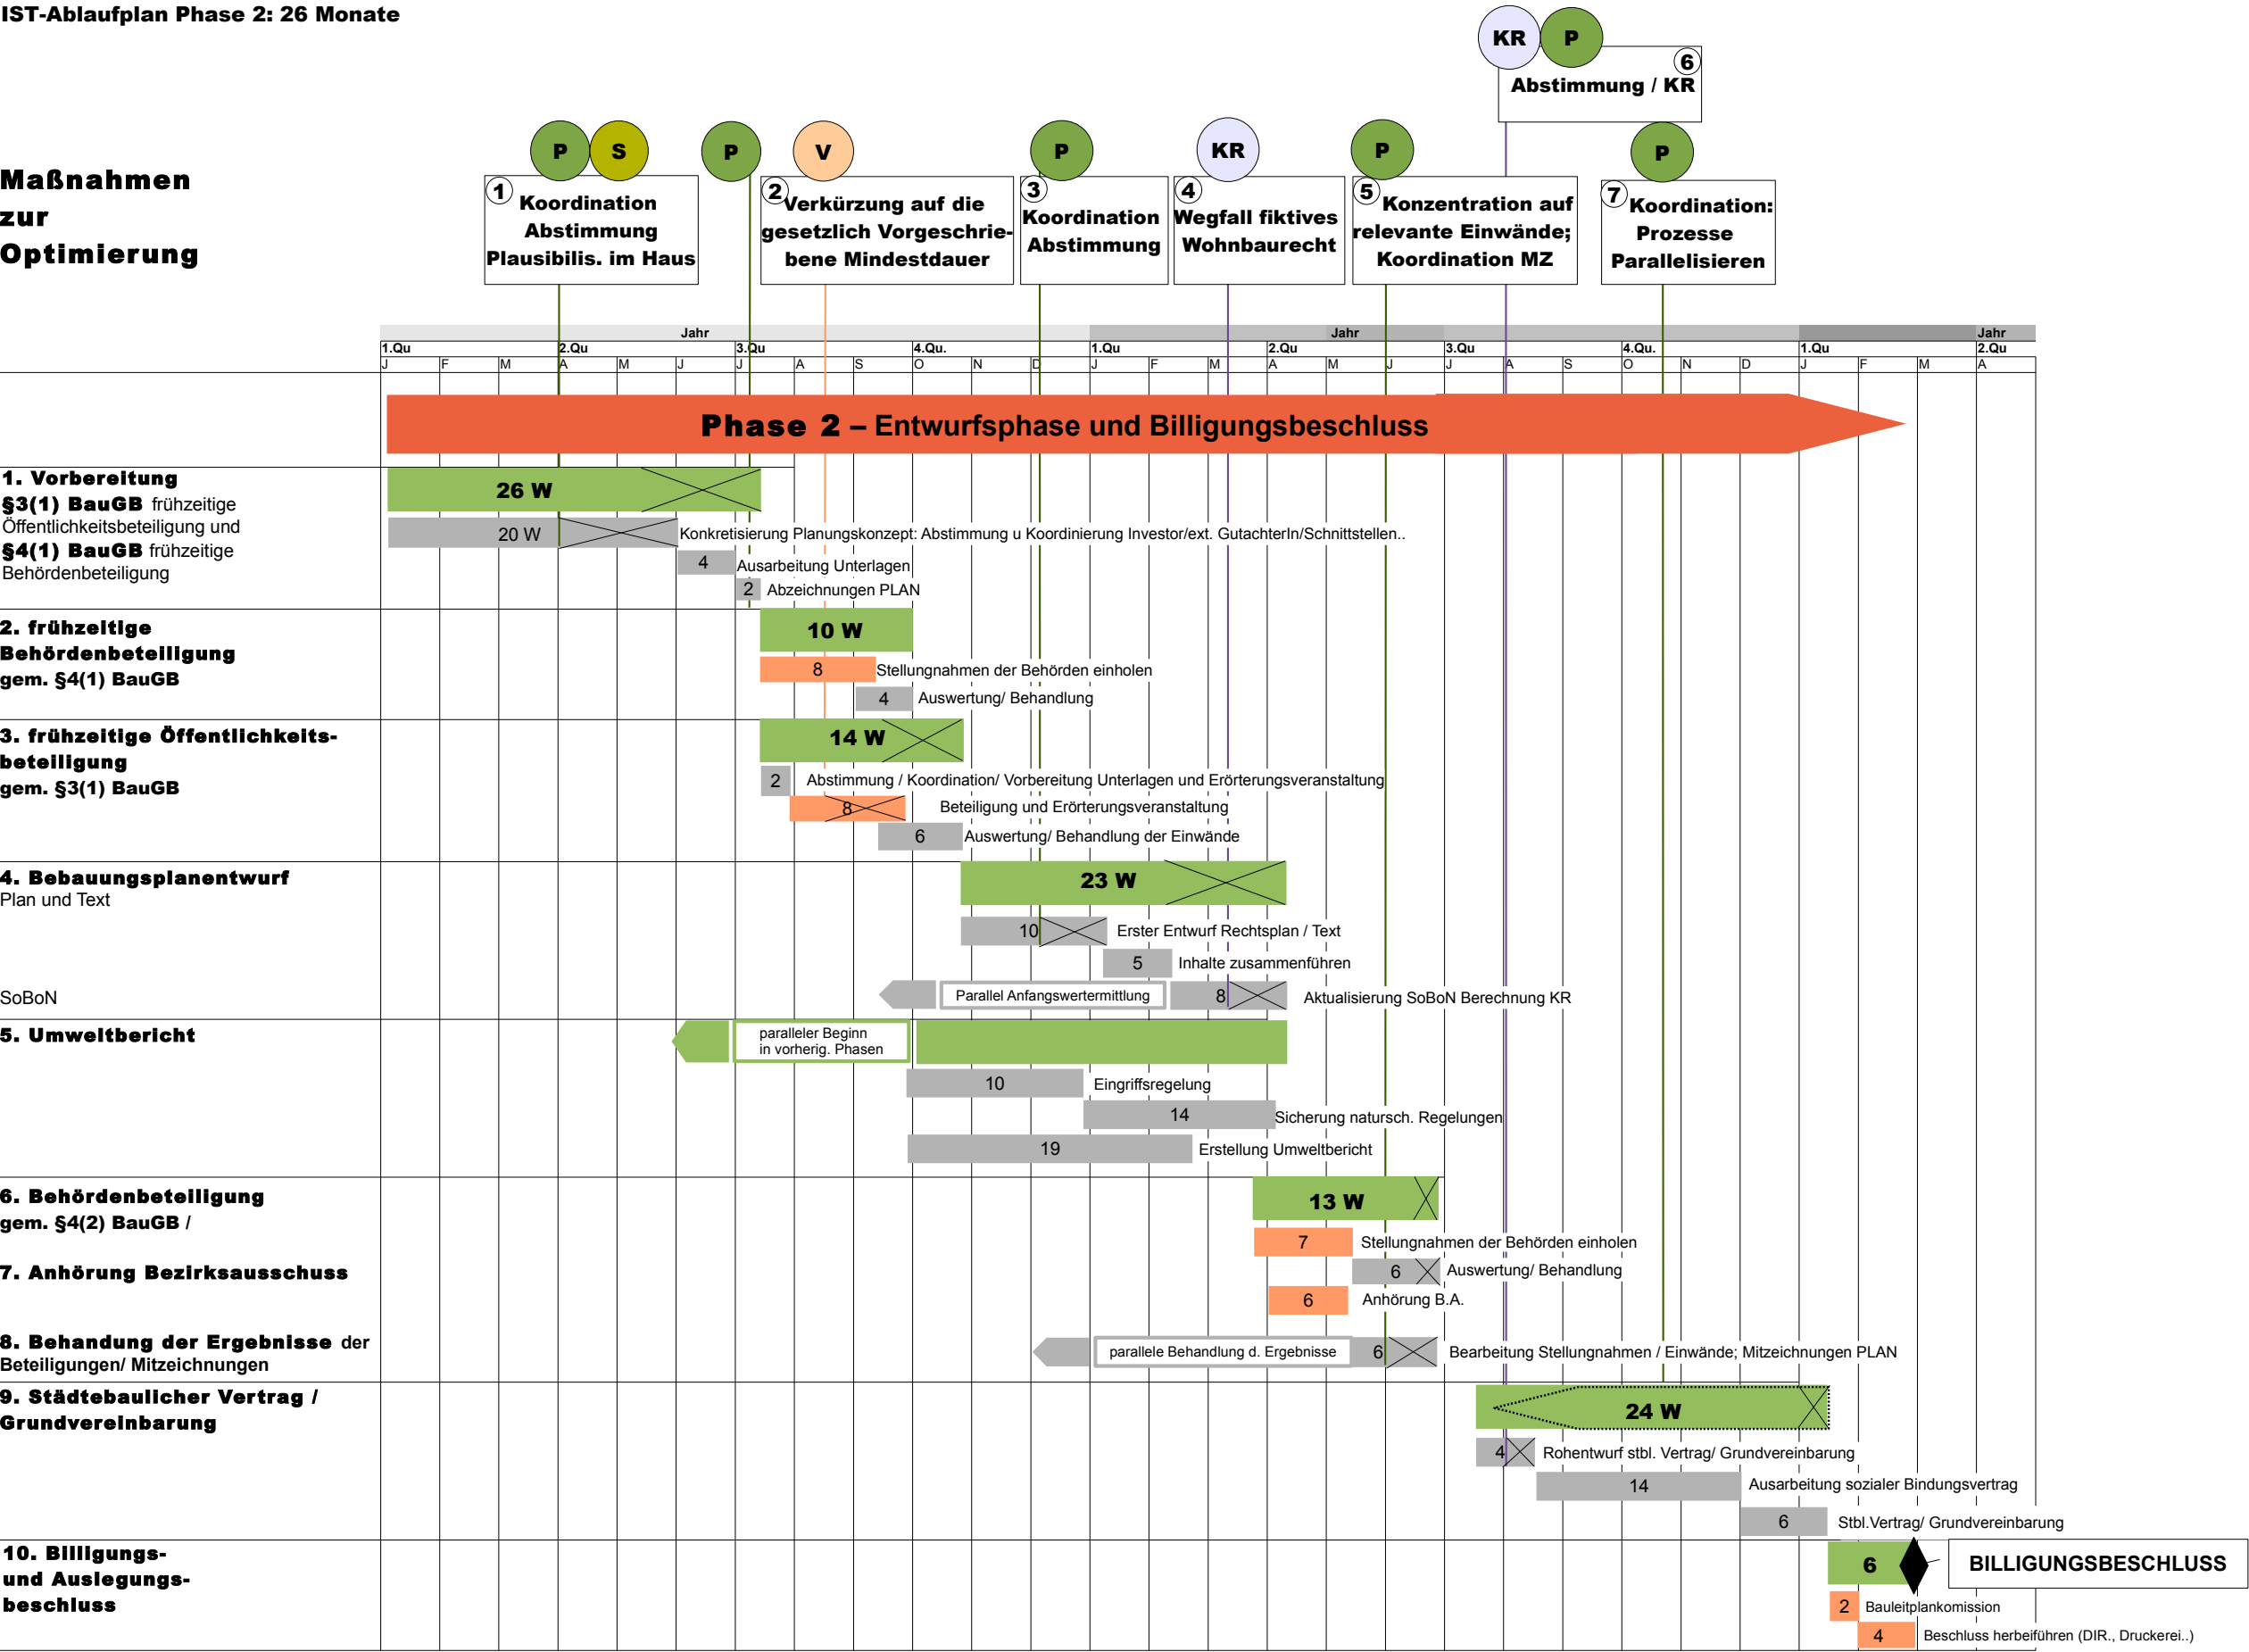 IST-Ablaufplan Phase 2: 26 Monate
KR
P
6
Abstimmung / KR
P
S
P
V
P
KR
P
P
Maßnahmen
zur
Optimierung
1
Koordination
Abstimmung
Plausibilis. im Haus
2
Verkürzung auf die
gesetzlich Vorgeschrie-
bene Mindestdauer
3
Koordination
Abstimmung
4
Wegfall fiktives
Wohnbaurecht
5
Konzentration auf
relevante Einwände;
Koordination MZ
7
Koordination:
Prozesse
Parallelisieren
Jahr Jahr Jahr
1.Qu 2.Qu 3.Qu 4.Qu. 1.Qu 2.Qu 3.Qu 4.Qu. 1.Qu 2.Qu
J F M A M J J A S O N D J F M A M J J A S O N D J F M A
Phase 2 – Entwurfsphase und Billigungsbeschluss
1. Vorbereitung
§3(1) BauGB frühzeitige
Öffentlichkeitsbeteiligung und
§4(1) BauGB frühzeitige
Behördenbeteiligung
26 W
20 W Konkretisierung Planungskonzept: Abstimmung u Koordinierung Investor/ext. GutachterIn/Schnittstellen..
4 Ausarbeitung Unterlagen
2 Abzeichnungen PLAN
2. frühzeitige
Behördenbeteiligung
gem. §4(1) BauGB
10 W
8 Stellungnahmen der Behörden einholen
4 Auswertung/ Behandlung
3. frühzeitige Öffentlichkeits-
beteiligung
gem. §3(1) BauGB
14 W
2 Abstimmung / Koordination/ Vorbereitung Unterlagen und Erörterungsveranstaltung
8 Beteiligung und Erörterungsveranstaltung
6 Auswertung/ Behandlung der Einwände
4. Bebauungsplanentwurf
Plan und Text
23 W
10 Erster Entwurf Rechtsplan / Text
5 Inhalte zusammenführen
SoBoN
Parallel Anfangswertermittlung 8 Aktualisierung SoBoN Berechnung KR
5. Umweltbericht
paralleler Beginn
in vorherig. Phasen
10 Eingriffsregelung
14 Sicherung natursch. Regelungen
19 Erstellung Umweltbericht
6. Behördenbeteiligung
gem. §4(2) BauGB /
13 W
7 Stellungnahmen der Behörden einholen
7. Anhörung Bezirksausschuss
6 Auswertung/ Behandlung
6 Anhörung B.A.
8. Behandung der Ergebnisse der
Beteiligungen/ Mitzeichnungen
parallele Behandlung d. Ergebnisse 6 Bearbeitung Stellungnahmen / Einwände; Mitzeichnungen PLAN
9. Städtebaulicher Vertrag /
Grundvereinbarung
24 W
4 Rohentwurf stbl. Vertrag/ Grundvereinbarung
14 Ausarbeitung sozialer Bindungsvertrag
6 Stbl.Vertrag/ Grundvereinbarung
10. Billigungs-
und Auslegungs-
beschluss
6 BILLIGUNGSBESCHLUSS
2 Bauleitplankomission
4 Beschluss herbeiführen (DIR., Druckerei..)